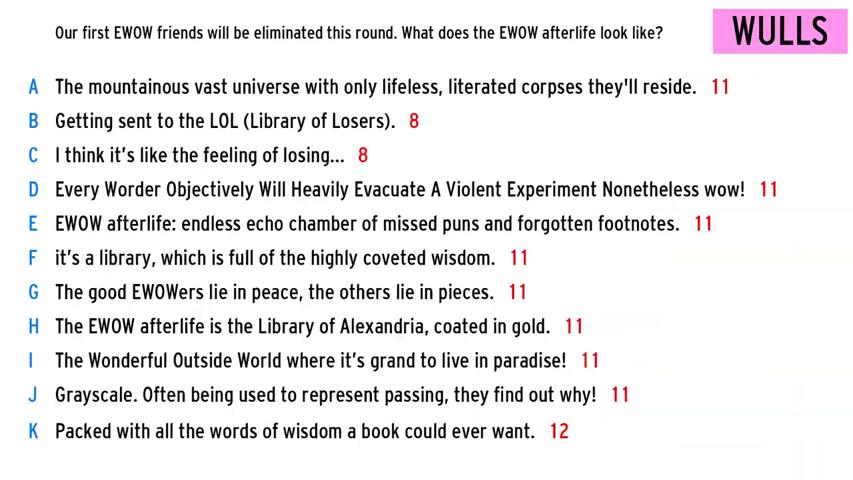 Our first EWOW friends will be eliminated this round. What does the EWOW afterlife look like?
WULLS
A The mountainous vast universe with only lifeless, literated corpses they'll reside. 11
B Getting sent to the LOL (Library of Losers). 8
C I think it's like the feeling of losing... 8
D Every Worder Objectively Will Heavily Evacuate A Violent Experiment Nonetheless wow! 11
E EWOW afterlife: endless echo chamber of missed puns and forgotten footnotes. 11
F it's a library, which is full of the highly coveted wisdom. 11
G The good EWOWers lie in peace, the others lie in pieces. 11
H The EWOW afterlife is the Library of Alexandria, coated in gold. 11
I The Wonderful Outside World where it's grand to live in paradise! 11
J Grayscale. Often being used to represent passing, they find out why! 11
K Packed with all the words of wisdom a book could ever want. 12